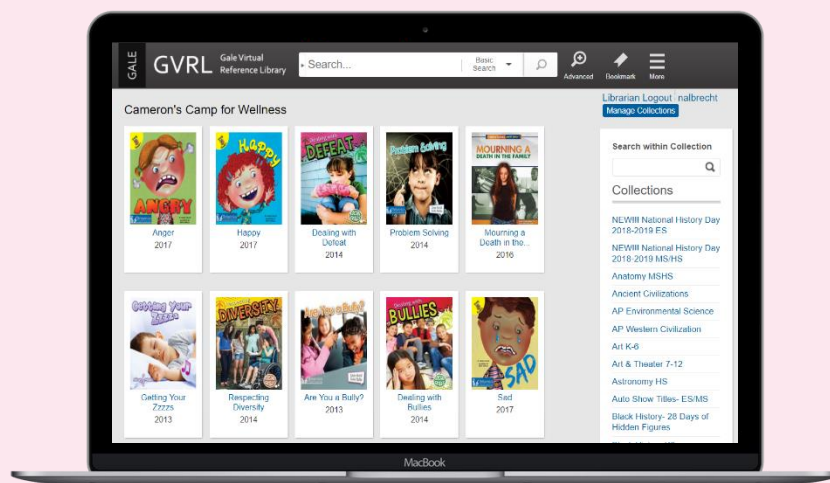 GALE
GVRL
Gale Virtual
Reference Library
Search...
Basic
Search
Advanced
Bookmark
More
Librarian Logout nalbrecht
Manage Collections
Cameron's Camp for Wellness
ANGRY
Happy
Dealing with
DEFEAT
Problem Solving
MOURNING A
DEATH IN THE FAMILY
Anger
2017
Happy
2017
Dealing with
Defeat
2014
Problem Solving
2014
Mourning a
Death in the...
2016
Getting Your
Zzzzs
DIVERSITY
Are You a Bully?
Dealing with
BULLIES
SAD
Getting Your
Zzzzs
2013
Respecting
Diversity
2014
Are You a Bully?
2013
Dealing with
Bullies
2014
Sad
2017
Search within Collection
Collections
NEW!!! National History Day
2018-2019 ES
NEW!!! National History Day
2018-2019 MS/HS
Anatomy MSHS
Ancient Civilizations
AP Environmental Science
AP Western Civilization
Art K-6
Art & Theater 7-12
Astronomy HS
Auto Show Titles- ES/MS
Black History- 28 Days of
Hidden Figures
MacBook